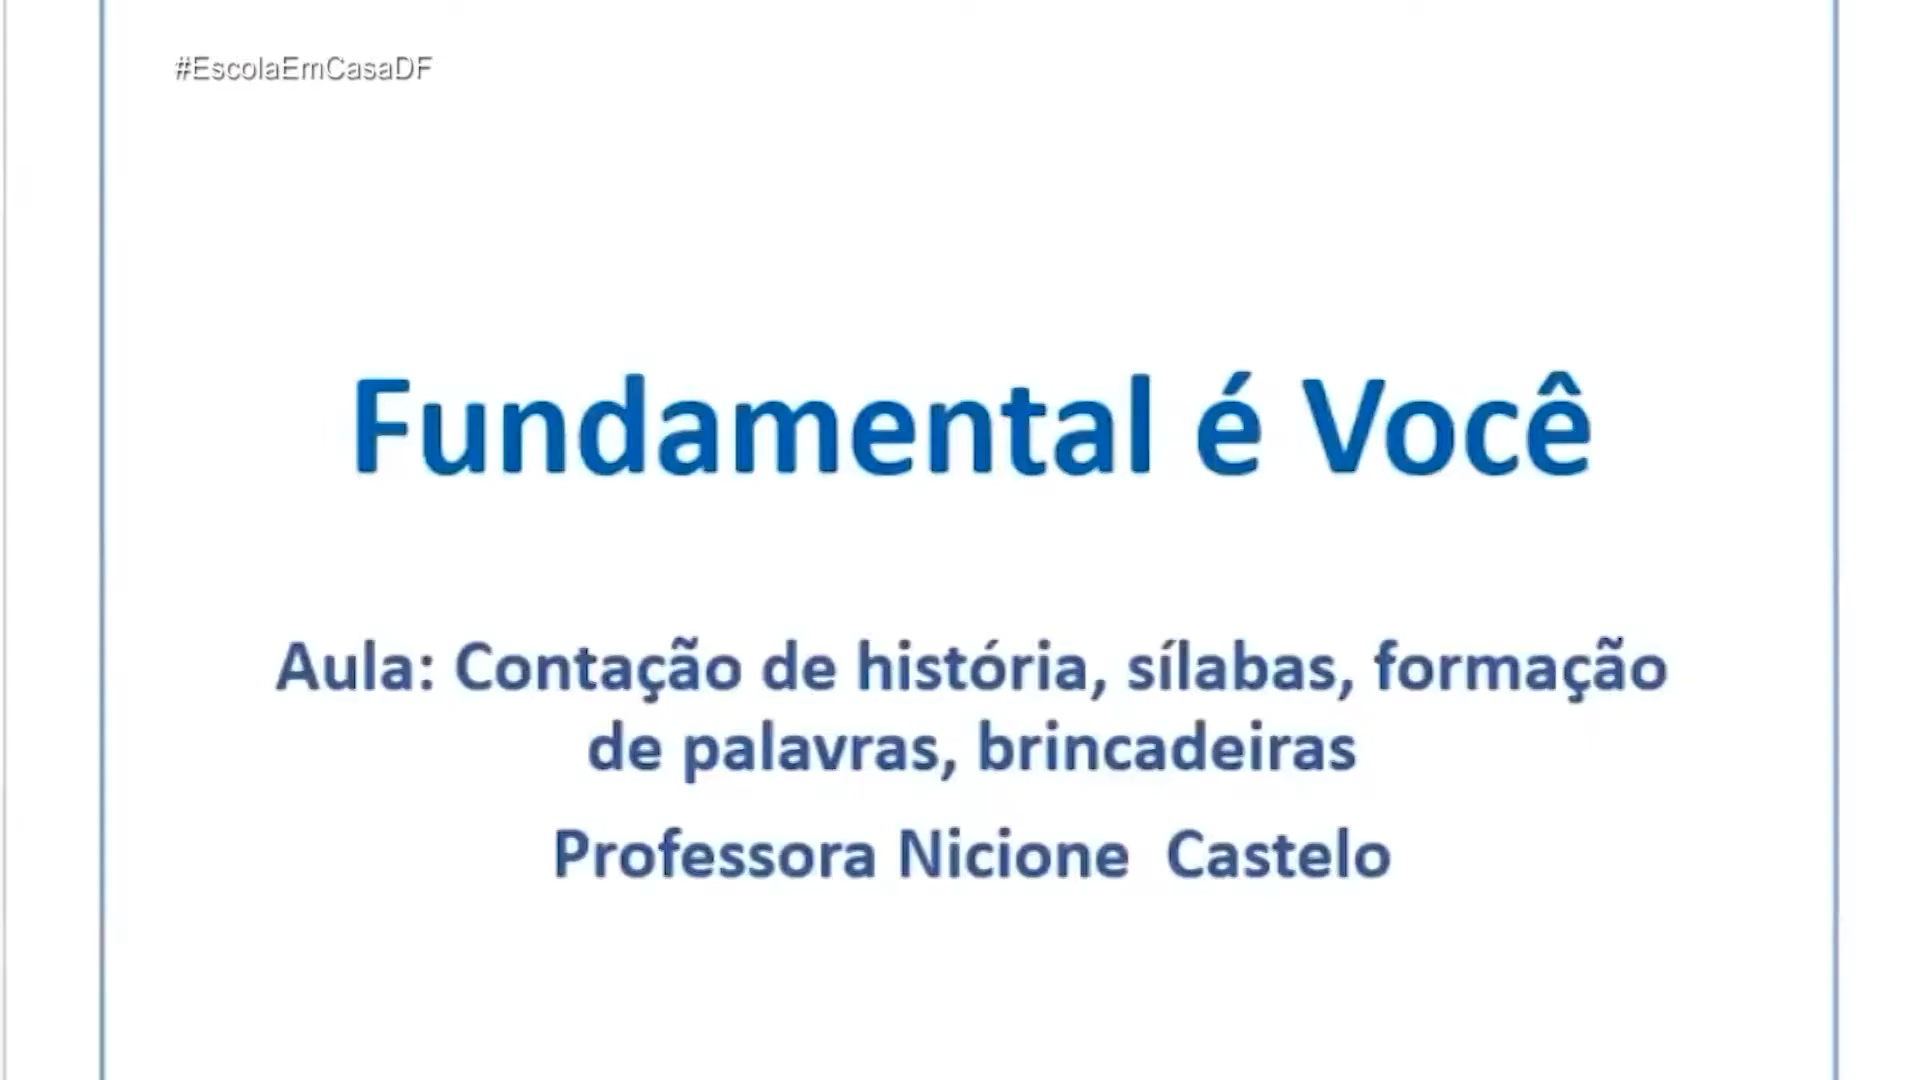 #EscolaEmCasaDF
Fundamental é Você
Aula: Contação de história, sílabas, formação
de palavras, brincadeiras
Professora Nicione Castelo